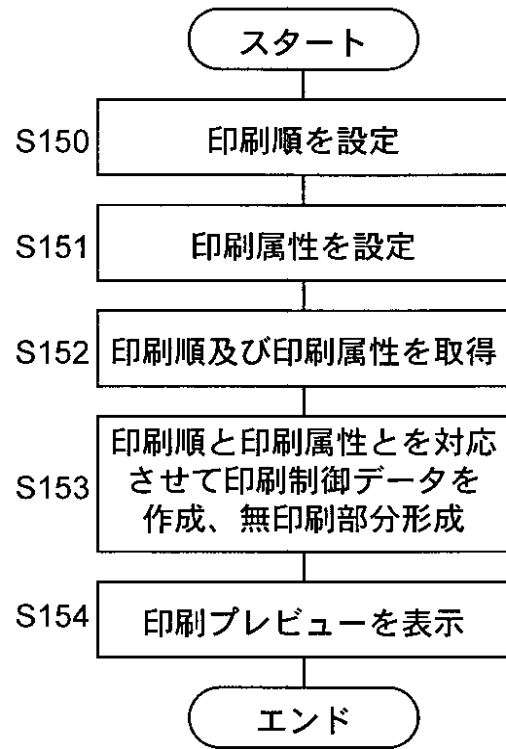 スタート
S150 印刷順を設定
S151 印刷属性を設定
S152 印刷順及び印刷属性を取得
印刷順と印刷属性とを対応
S153 させて印刷制御データを
作成、無印刷部分形成
S154 印刷プレビューを表示
エンド